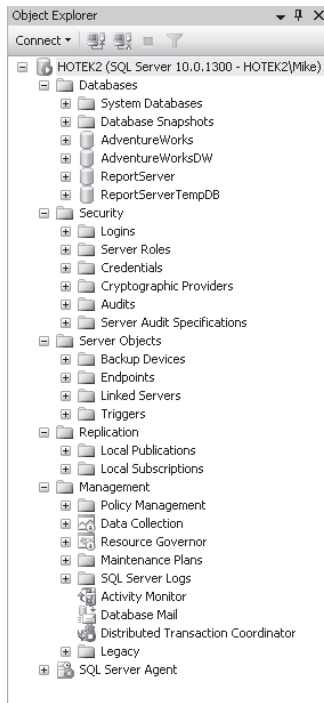 Object Explorer
Connect
HOTEK2 (SQL Server 10.0.1300 - HOTEK2\Mike)
Databases
System Databases
Database Snapshots
AdventureWorks
AdventureWorksDW
ReportServer
ReportServerTempDB
Security
Logins
Server Roles
Credentials
Cryptographic Providers
Audits
Server Audit Specifications
Server Objects
Backup Devices
Endpoints
Linked Servers
Triggers
Replication
Local Publications
Local Subscriptions
Management
Policy Management
Data Collection
Resource Governor
Maintenance Plans
SQL Server Logs
Activity Monitor
Database Mail
Distributed Transaction Coordinator
Legacy
SQL Server Agent